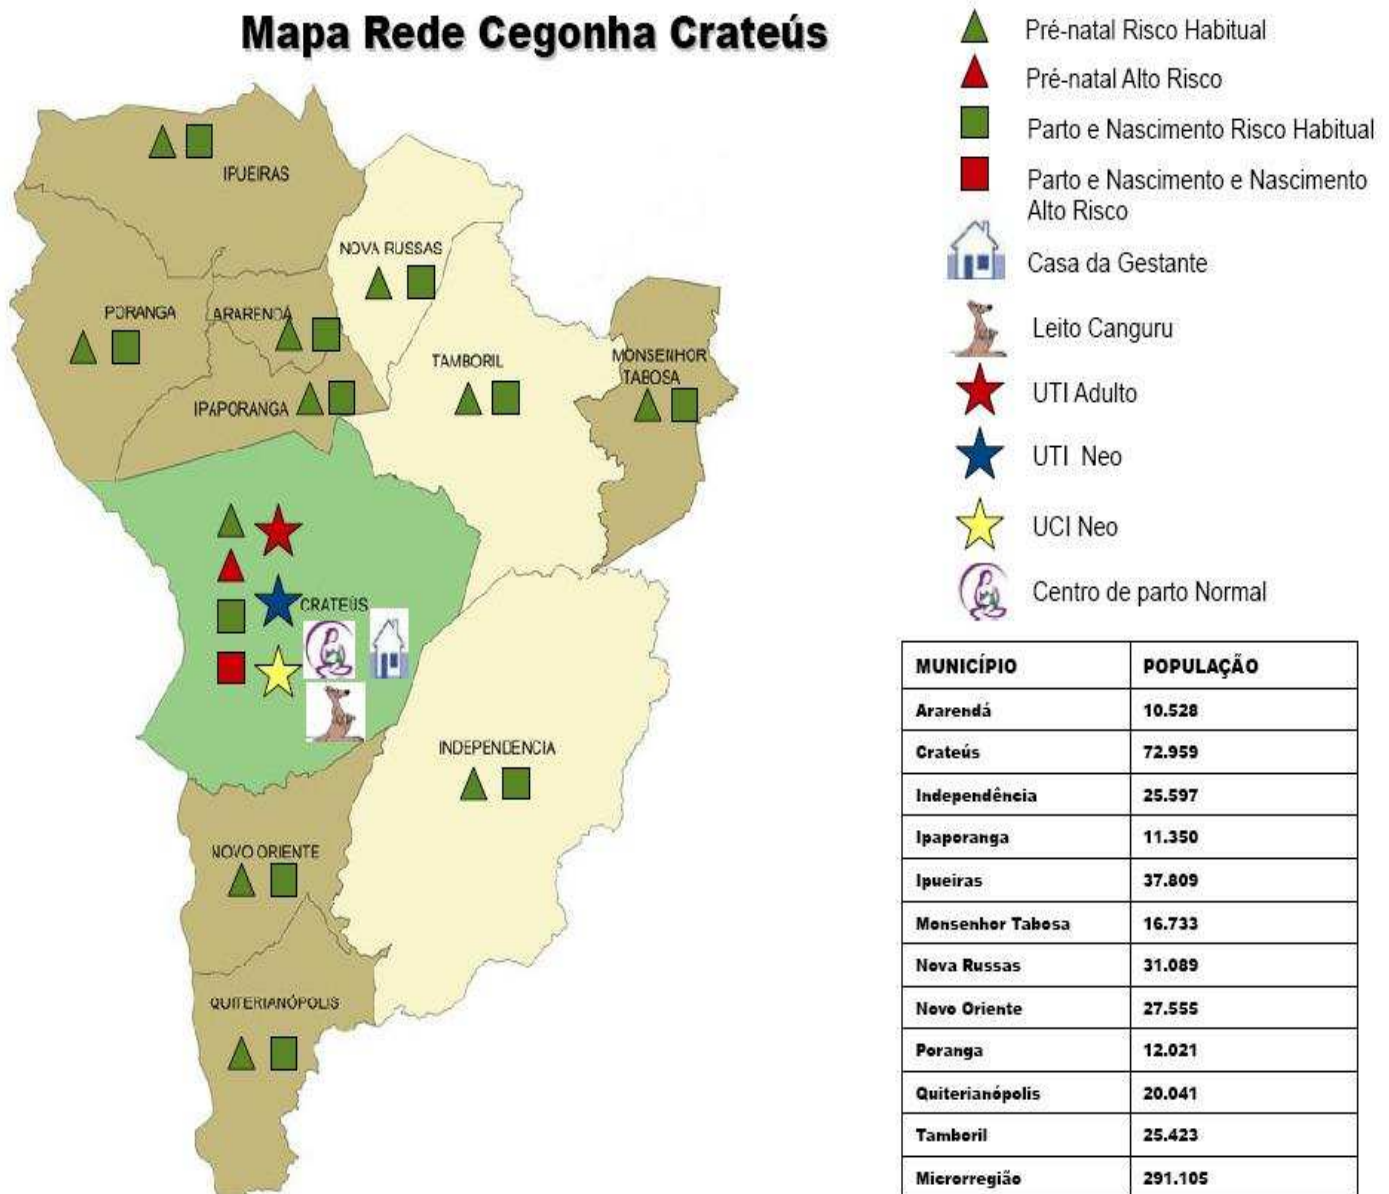 Mapa Rede Cegonha Crateús
Pré-natal Risco Habitual
Pré-natal Alto Risco
Parto e Nascimento Risco Habitual
Parto e Nascimento e Nascimento
Alto Risco
Casa da Gestante
Leito Canguru
UTI Adulto
UTI Neo
UCI Neo
Centro de parto Normal
IPUEIRAS
NOVA RUSSAS
PORANGA
ARARENDÁ
TAMBORIL
MONSENHOR
TABOSA
IPAPORANGA
CRATEÚS
INDEPENDENCIA
NOVO ORIENTE
QUITERIANÓPOLIS
MUNICÍPIO POPULAÇÃO
Ararendá 10.528
Crateús 72.959
Independência 25.597
Ipaporanga 11.350
Ipueiras 37.809
Monsenhor Tabosa 16.733
Nova Russas 31.089
Novo Oriente 27.555
Poranga 12.021
Quiterianópolis 20.041
Tamboril 25.423
Microrregião 291.105